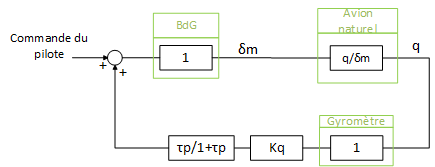 BdG
Avion
naturel
Commande du
pilote
1
δm
q/δm
q
+
+
Gyromètre
τp/1+τp
Kq
1